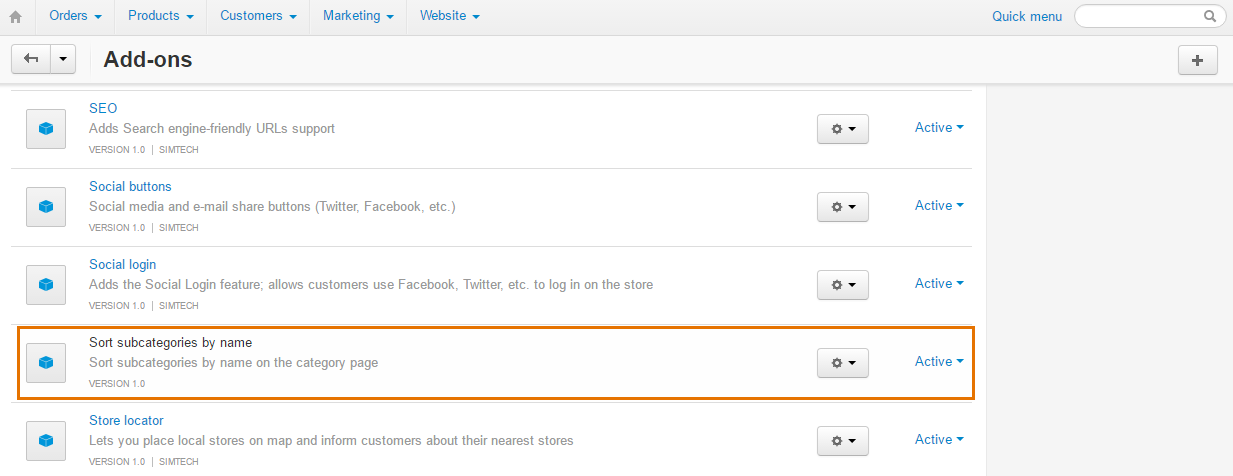 Orders Products Customers Marketing Website Quick menu
Add-ons
SEO
Adds Search engine-friendly URLs support
VERSION 1.0 | SIMTECH
Active
Social buttons
Social media and e-mail share buttons (Twitter, Facebook, etc.)
VERSION 1.0 | SIMTECH
Active
Social login
Adds the Social Login feature; allows customers use Facebook, Twitter, etc. to log in on the store
VERSION 1.0 | SIMTECH
Active
Sort subcategories by name
Sort subcategories by name on the category page
VERSION 1.0
Active
Store locator
Lets you place local stores on map and inform customers about their nearest stores
VERSION 1.0 | SIMTECH
Active